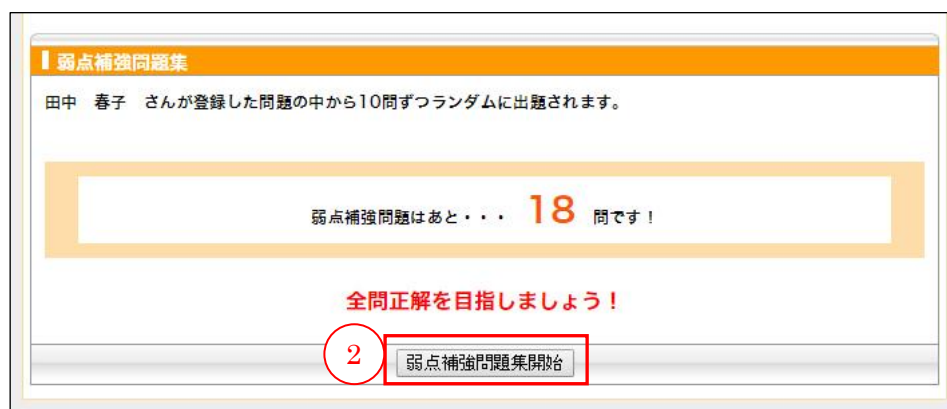 弱点補強問題集
田中 春子 さんが登録した問題の中から10問ずつランダムに出題されます。
弱点補強問題はあと・・・ 18 問です！
全問正解を目指しましょう！
2 弱点補強問題集開始